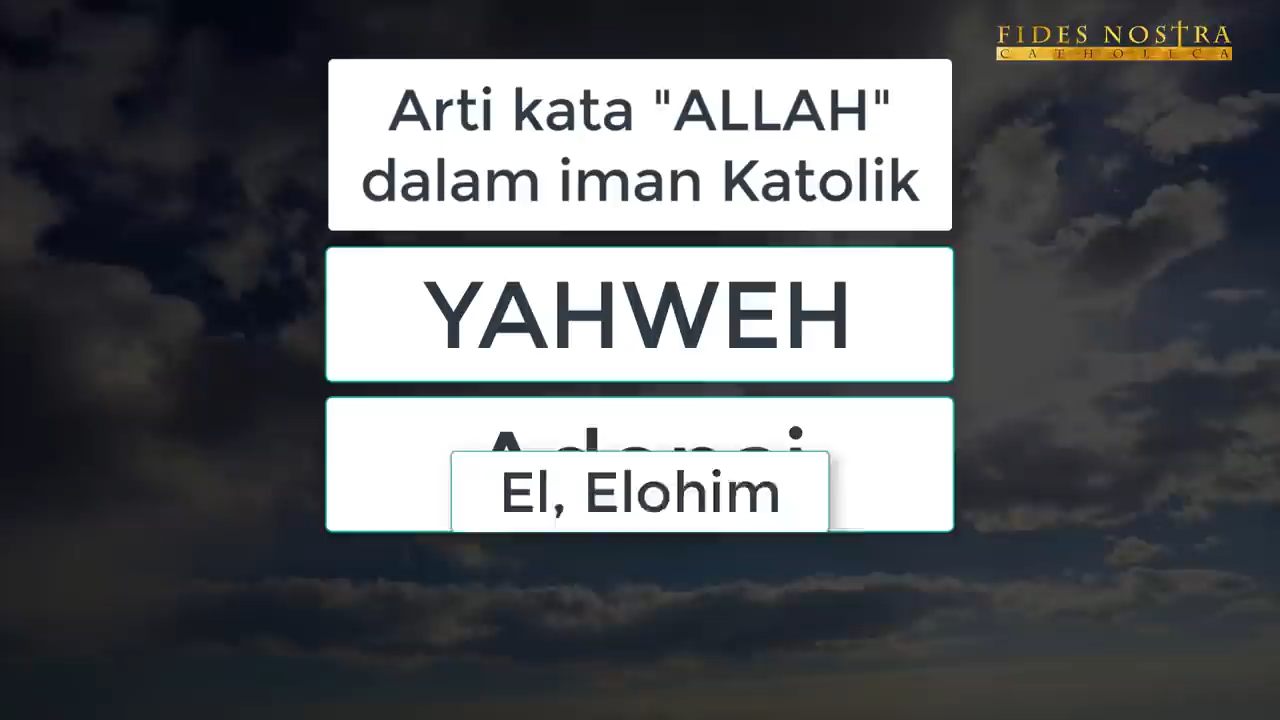 FIDES NOSTRA
CATHOLICA
Arti kata "ALLAH"
dalam iman Katolik
YAHWEH
El, Elohim